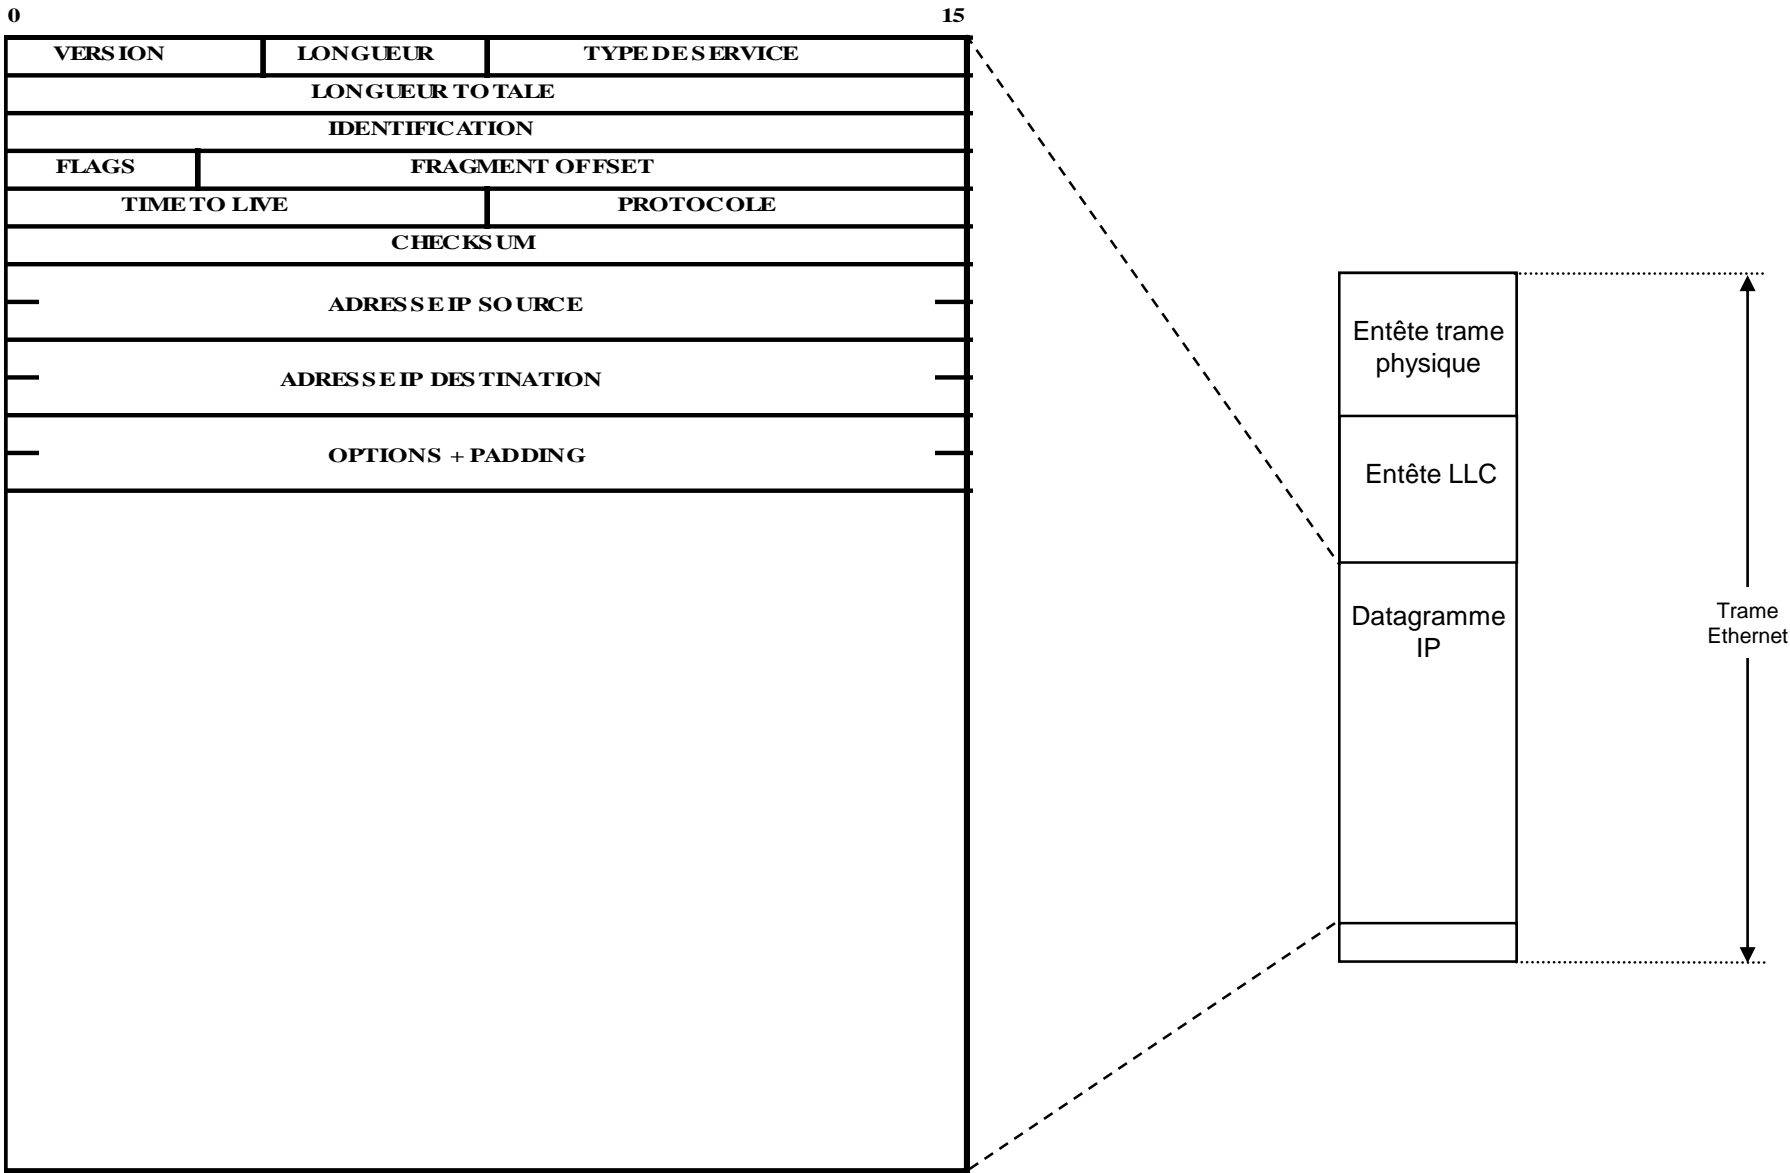 0 15
VERSION LONGUEUR TYPE DE SERVICE
LONGUEUR TOTALE
IDENTIFICATION
FLAGS FRAGMENT OFFSET
TIME TO LIVE PROTOCOLE
CHECKSUM
ADRESSE IP SOURCE
ADRESSE IP DESTINATION
OPTIONS + PADDING
Entête trame
physique
Entête LLC
Datagramme
IP
Trame
Ethernet